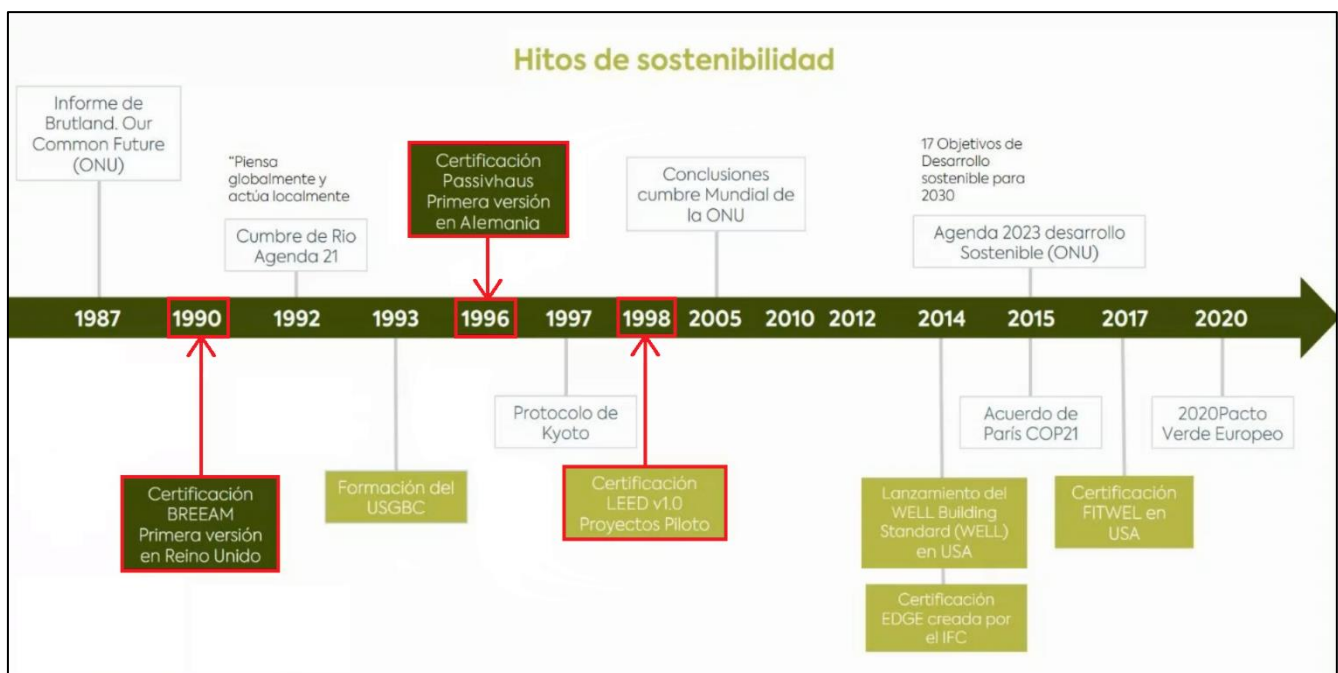 Hitos de sostenibilidad
Informe de
Brutland. Our
Common Future
(ONU)
"Piensa
globalmente y
actúa localmente
Cumbre de Rio
Agenda 21
Certificación
Passivhaus
Primera versión
en Alemania
Conclusiones
cumbre Mundial de
la ONU
17 Objetivos de
Desarrollo
sostenible para
2030
Agenda 2023 desarrollo
Sostenible (ONU)
1987 1990 1992 1993 1996 1997 1998 2005 2010 2012 2014 2015 2017 2020
Certificación
BREEAM
Primera versión
en Reino Unido
Formación del
USGBC
Protocolo de
Kyoto
Certificación
LEED v1.0
Proyectos Piloto
Lanzamiento del
WELL Building
Standard (WELL)
en USA
Certificación
EDGE creada por
el IFC
Acuerdo de
París COP21
Certificación
FITWEL en
USA
2020Pacto
Verde Europeo